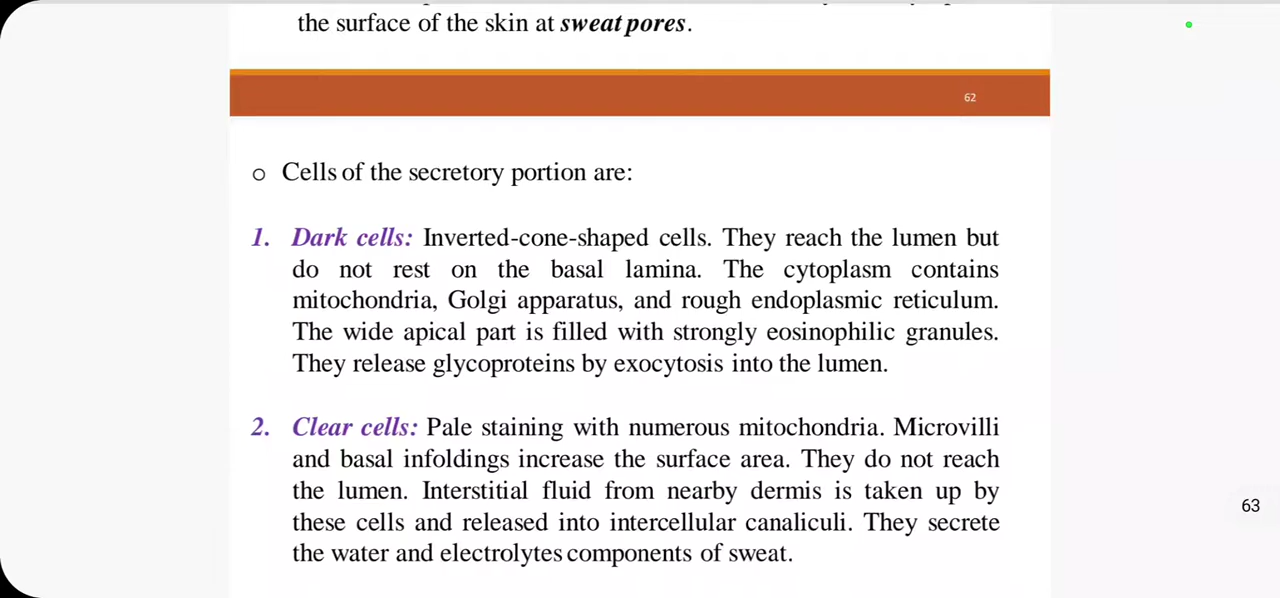 the surface of the skin at sweat pores.
62
o Cells of the secretory portion are:
1. Dark cells: Inverted-cone-shaped cells. They reach the lumen but
do not rest on the basal lamina. The cytoplasm contains
mitochondria, Golgi apparatus, and rough endoplasmic reticulum.
The wide apical part is filled with strongly eosinophilic granules.
They release glycoproteins by exocytosis into the lumen.
2. Clear cells: Pale staining with numerous mitochondria. Microvilli
and basal infoldings increase the surface area. They do not reach
the lumen. Interstitial fluid from nearby dermis is taken up by
these cells and released into intercellular canaliculi. They secrete
the water and electrolytes components of sweat.
63